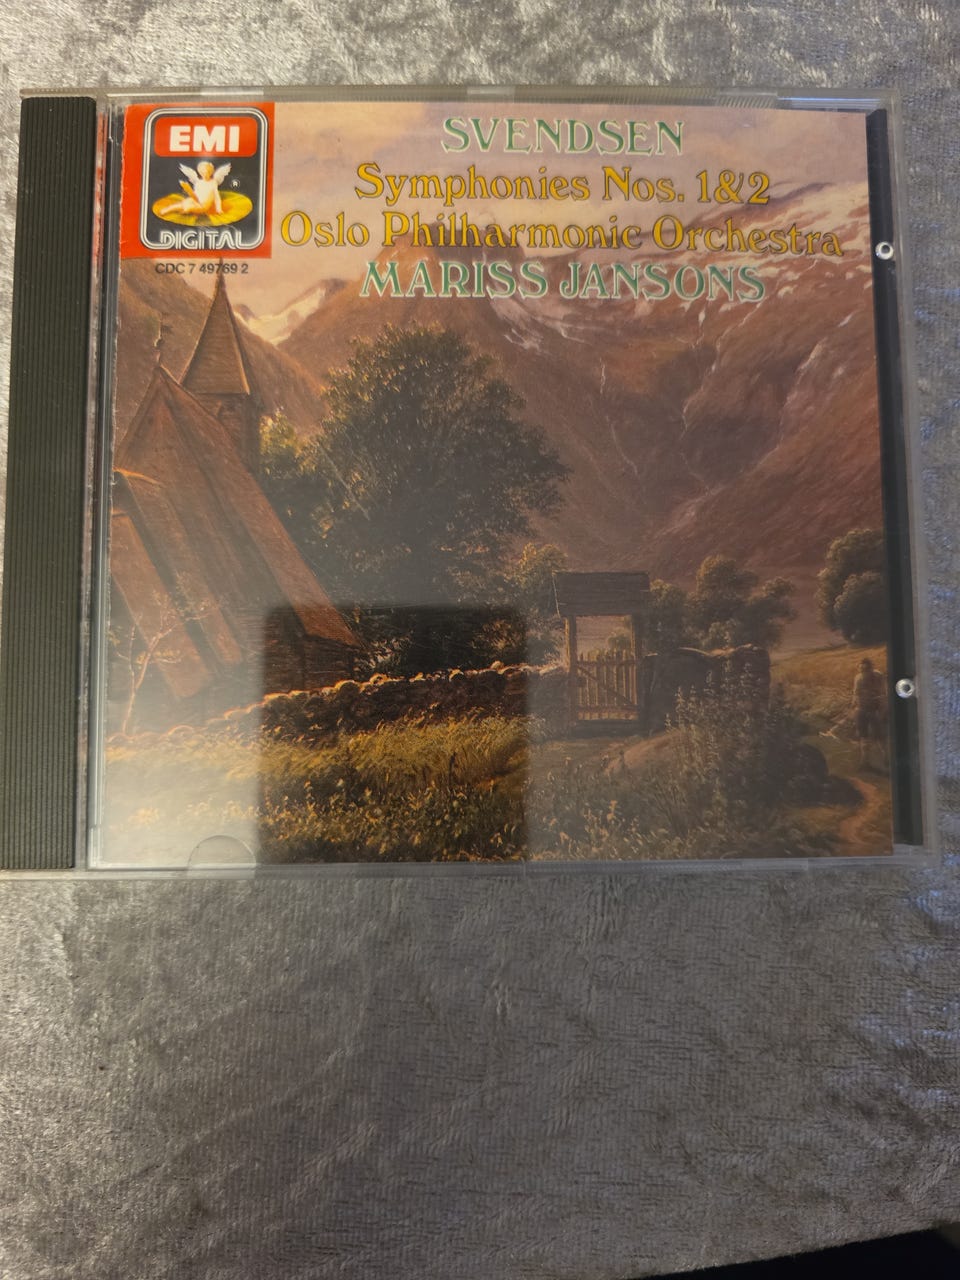 SVENDSEN
Symphonies Nos. 1&2
Oslo Philharmonic Orchestra
MARISS JANSONS
EMI
®
DIGITAL
CDC 7 49769 2